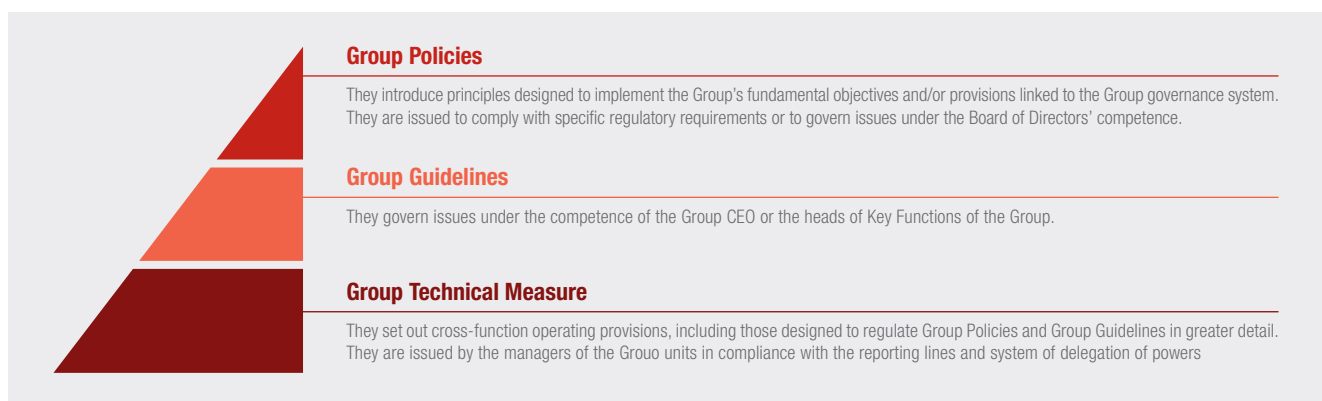 Group Policies
They introduce principles designed to implement the Group's fundamental objectives and/or provisions linked to the Group governance system.
They are issued to comply with specific regulatory requirements or to govern issues under the Board of Directors' competence.
Group Guidelines
They govern issues under the competence of the Group CEO or the heads of Key Functions of the Group.
Group Technical Measure
They set out cross-function operating provisions, including those designed to regulate Group Policies and Group Guidelines in greater detail.
They are issued by the managers of the Grouo units in compliance with the reporting lines and system of delegation of powers